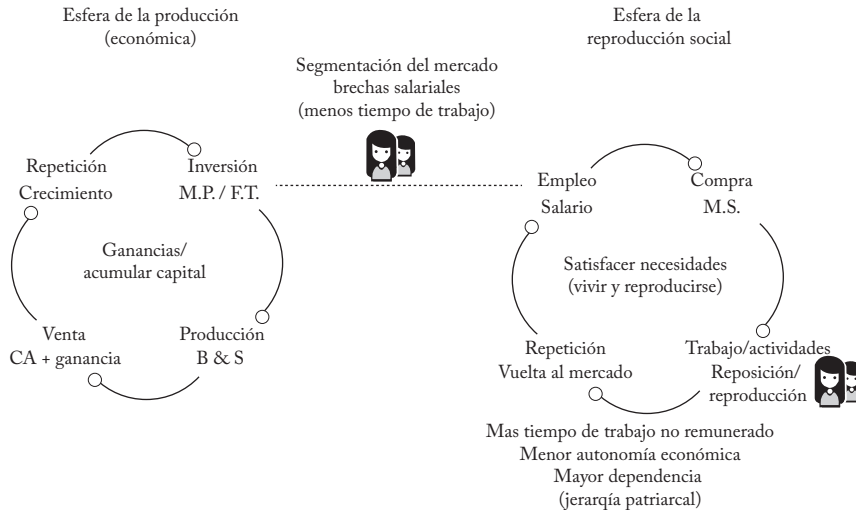 Esfera de la producción
(económica)
Esfera de la
reproducción social
Segmentación del mercado
brechas salariales
(menos tiempo de trabajo)
Repetición
Crecimiento
Inversión
M.P. / F.T.
Ganancias/
acumular capital
Venta
CA + ganancia
Producción
B & S
Empleo
Salario
Compra
M.S.
Satisfacer necesidades
(vivir y reproducirse)
Repetición
Vuelta al mercado
Trabajo/actividades
Reposición/
reproducción
Mas tiempo de trabajo no remunerado
Menor autonomía económica
Mayor dependencia
(jerarqía patriarcal)